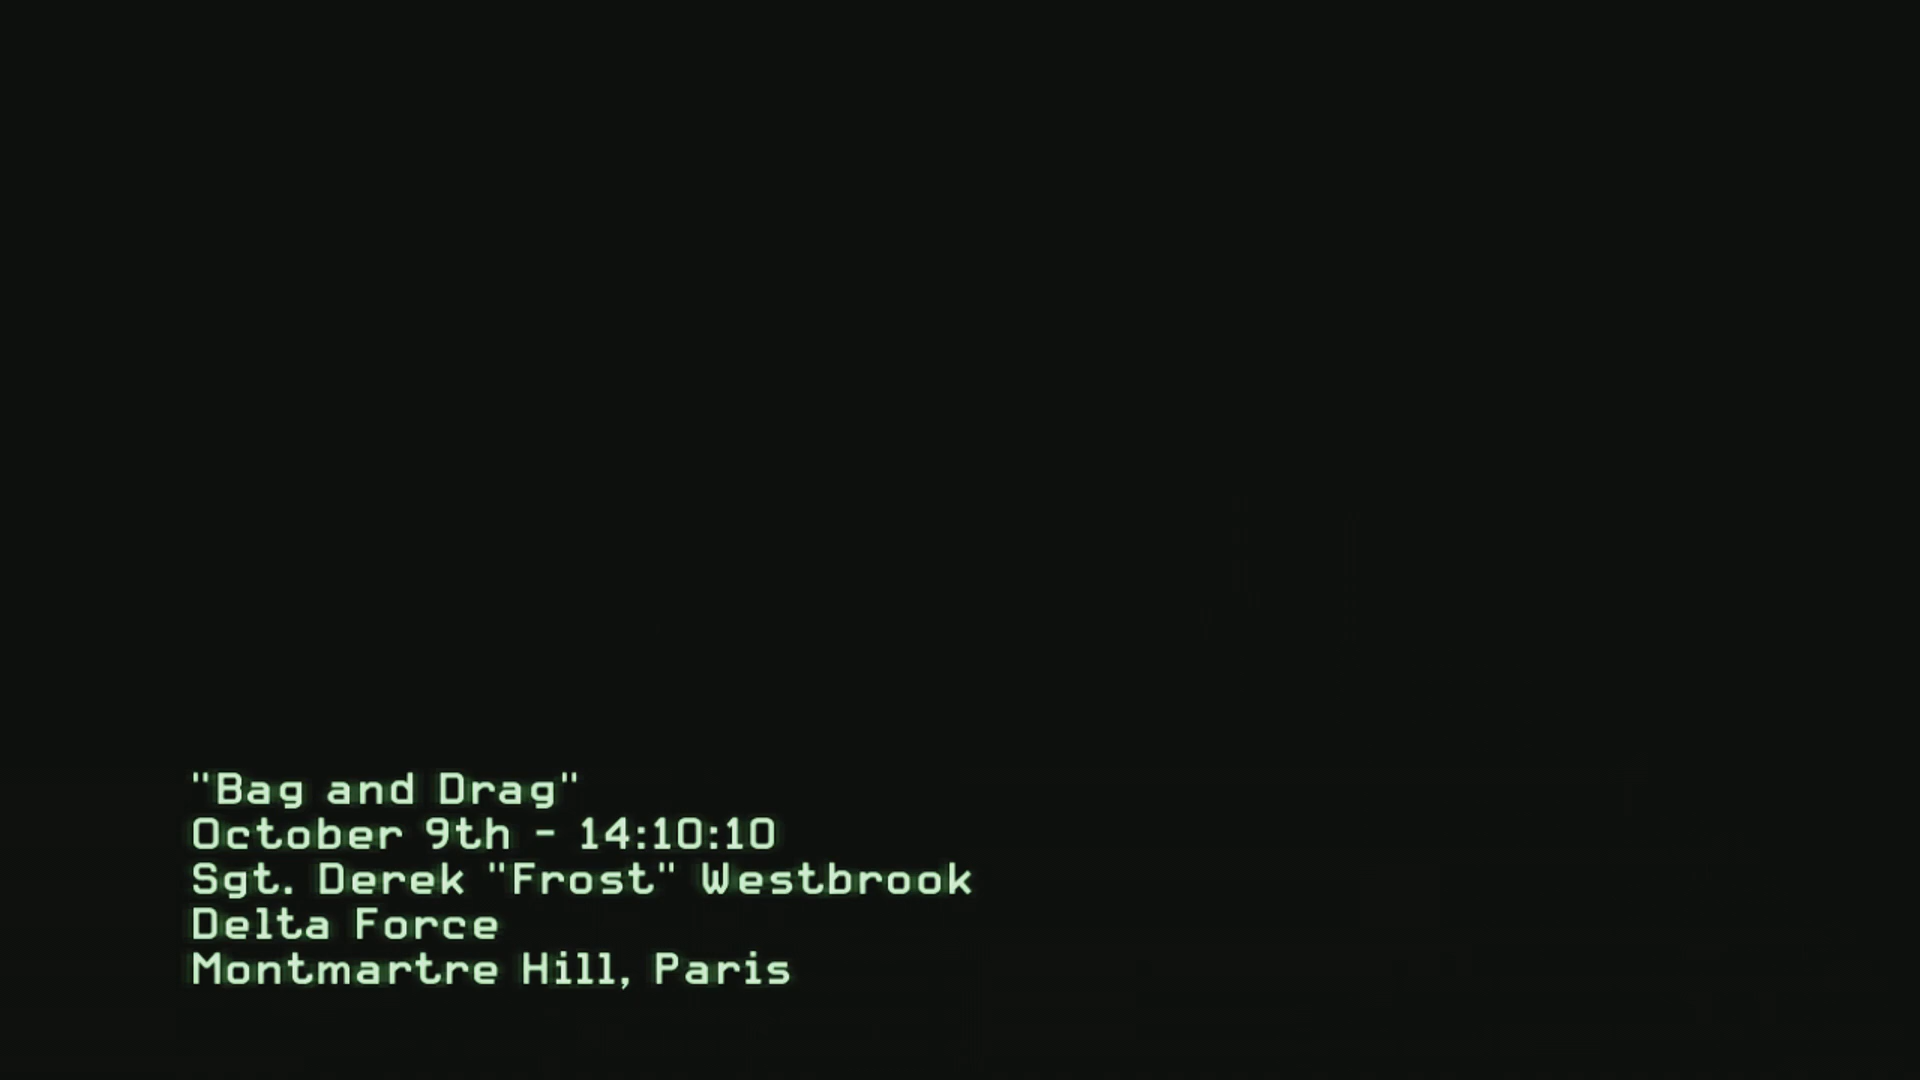 "Bag and Drag"
October 9th - 14:10:10
Sgt. Derek "Frost" Westbrook
Delta Force
Montmartre Hill, Paris